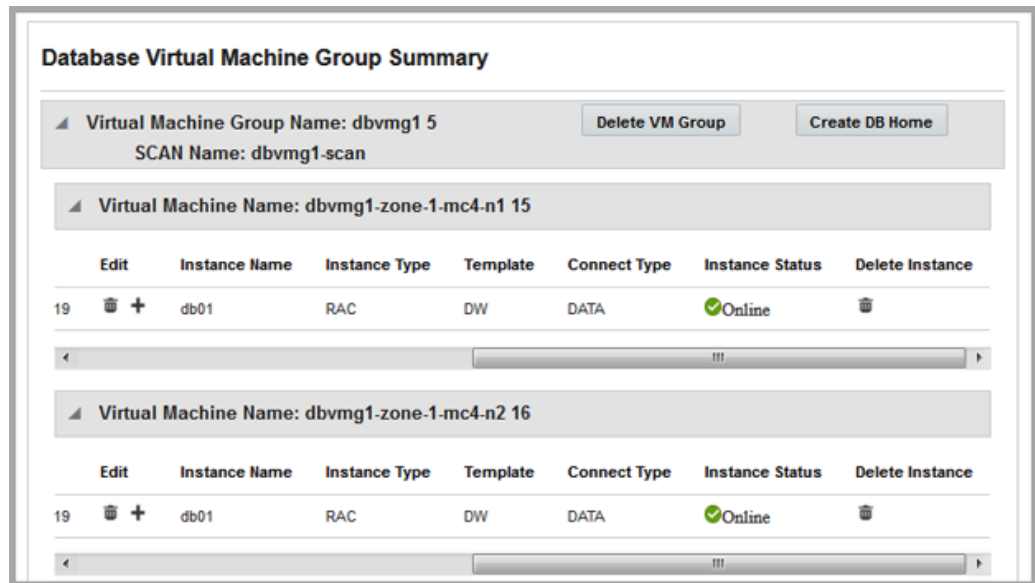 Database Virtual Machine Group Summary
Virtual Machine Group Name: dbvmg1 5 Delete VM Group Create DB Home
SCAN Name: dbvmg1-scan
Virtual Machine Name: dbvmg1-zone-1-mc4-n1 15
Edit Instance Name Instance Type Template Connect Type Instance Status Delete Instance
19 db01 RAC DW DATA Online
Virtual Machine Name: dbvmg1-zone-1-mc4-n2 16
Edit Instance Name Instance Type Template Connect Type Instance Status Delete Instance
19 db01 RAC DW DATA Online